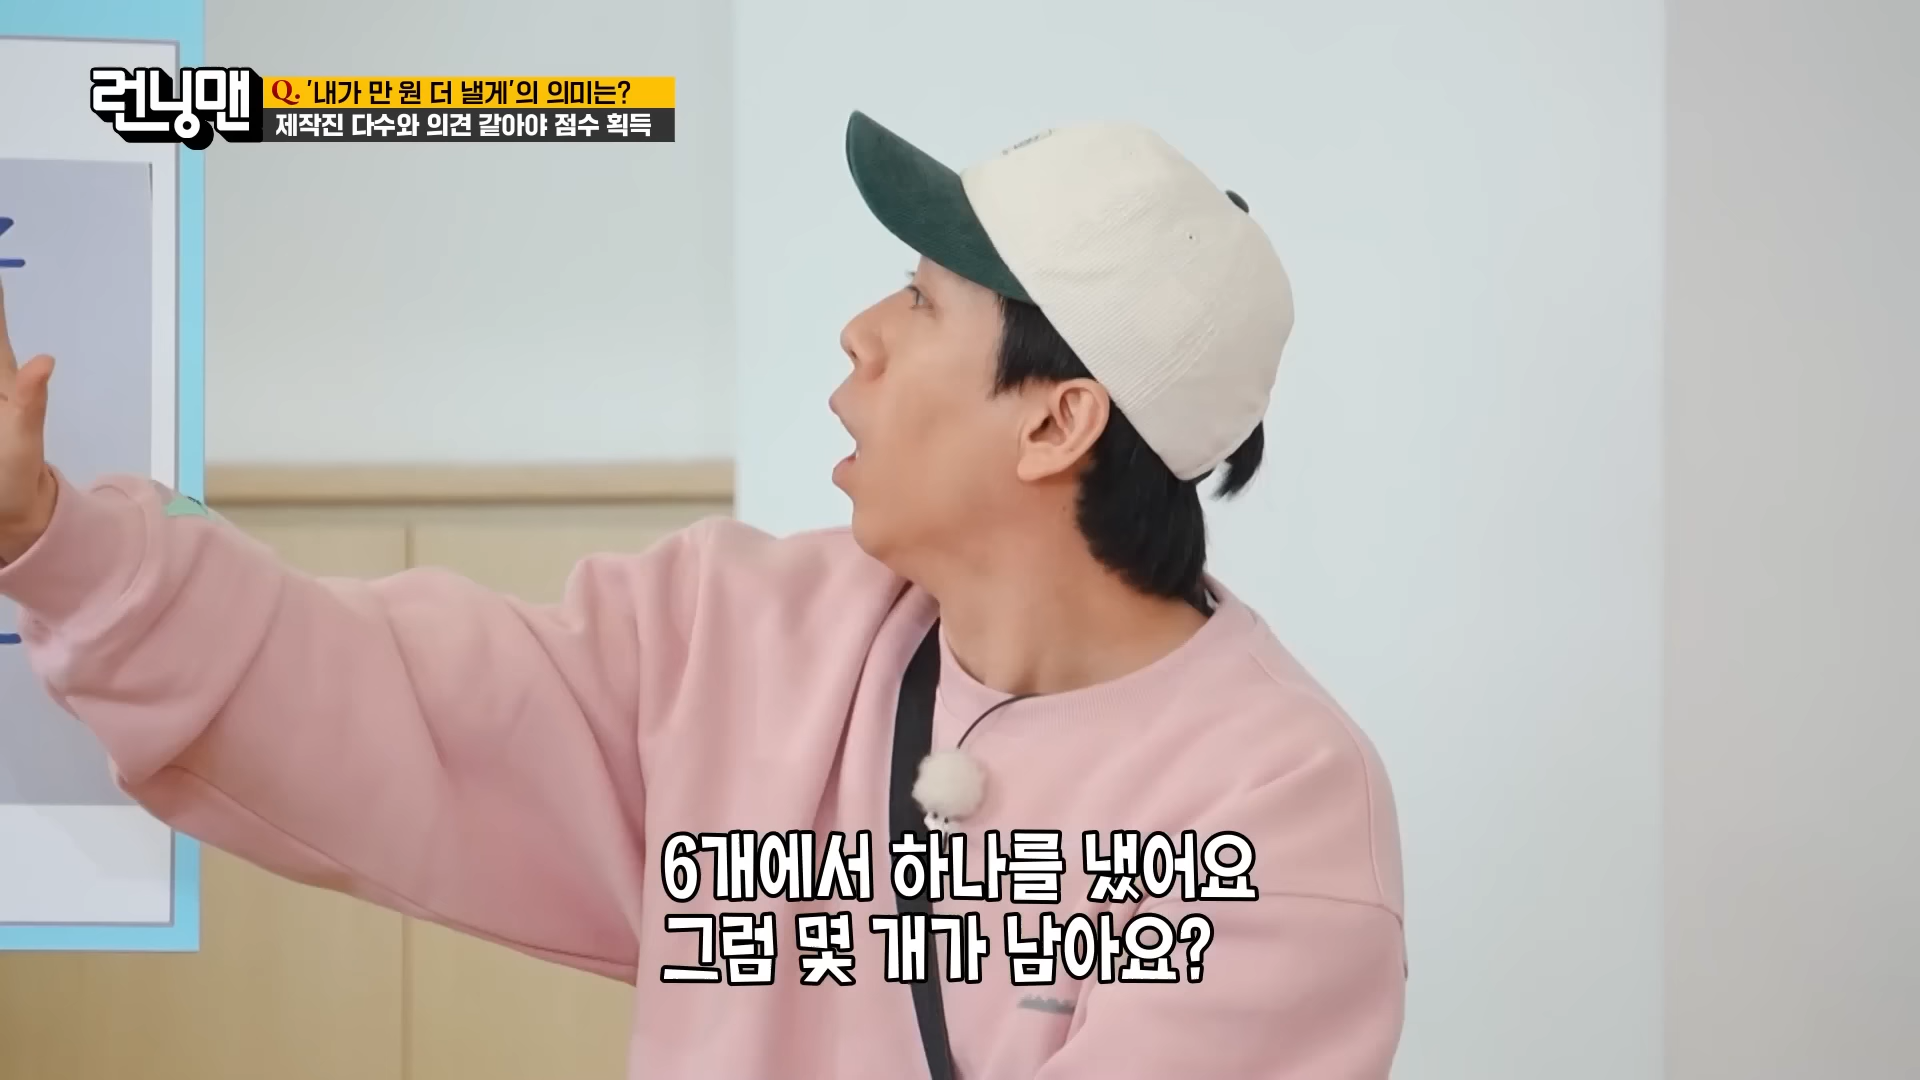 런닝맨
Q. '내가 만 원 더 낼게'의 의미는?
제작진 다수와 의견 같아야 점수 획득
6개에서 하나를 냈어요
그럼 몇 개가 남아요?